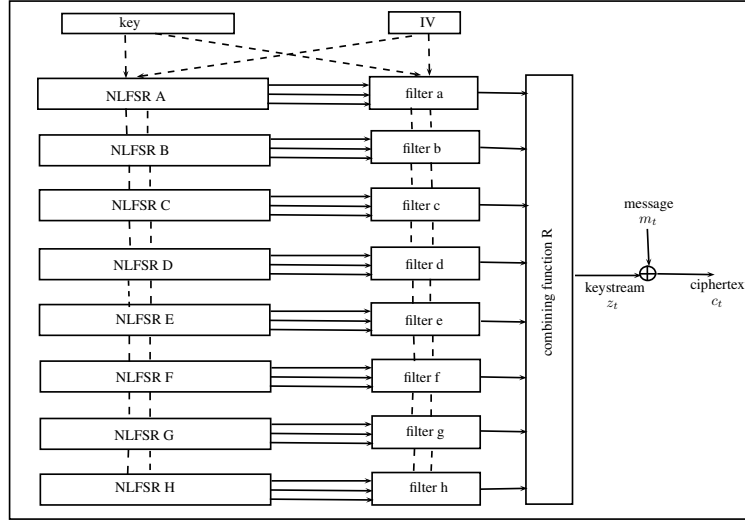 key
IV
NLFSR A
filter a
NLFSR B
filter b
NLFSR C
filter c
NLFSR D
filter d
NLFSR E
filter e
NLFSR F
filter f
NLFSR G
filter g
NLFSR H
filter h
combining function R
message
m_t
keystream
z_t
ciphertex
c_t